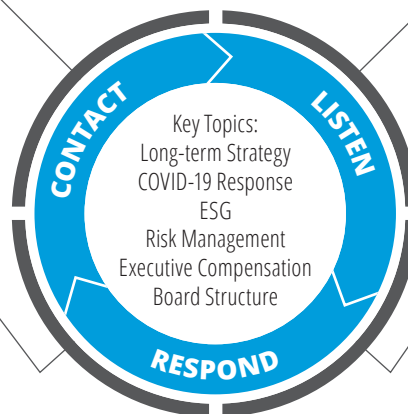 CONTACT
LISTEN
Key Topics:
Long-term Strategy
COVID-19 Response
ESG
Risk Management
Executive Compensation
Board Structure
RESPOND